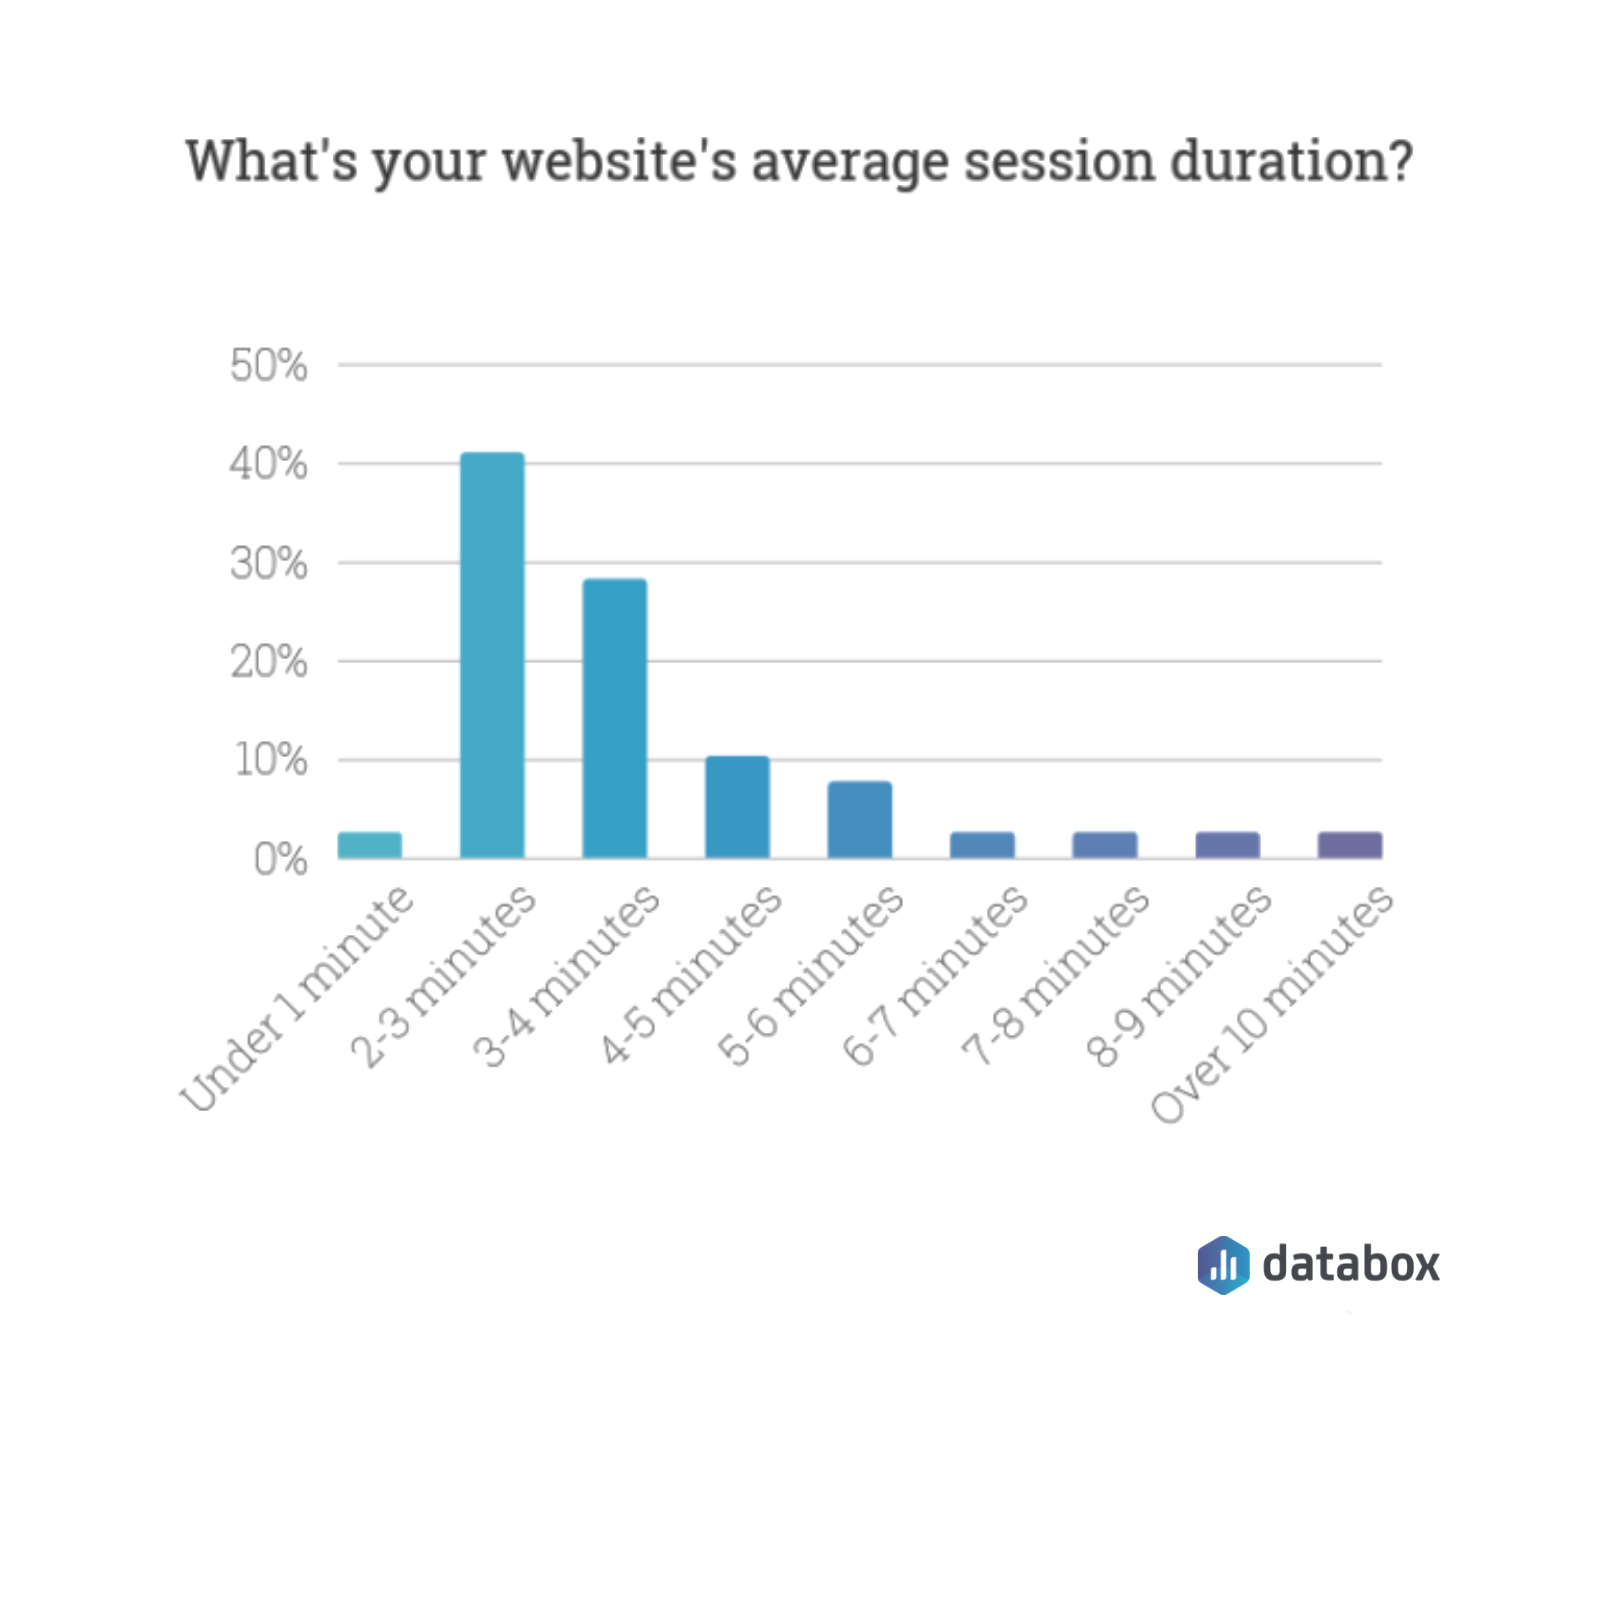 What's your website's average session duration?
50%
40%
30%
20%
10%
0%
Under 1 minute
2-3 minutes
3-4 minutes
4-5 minutes
5-6 minutes
6-7 minutes
7-8 minutes
8-9 minutes
Over 10 minutes
databox